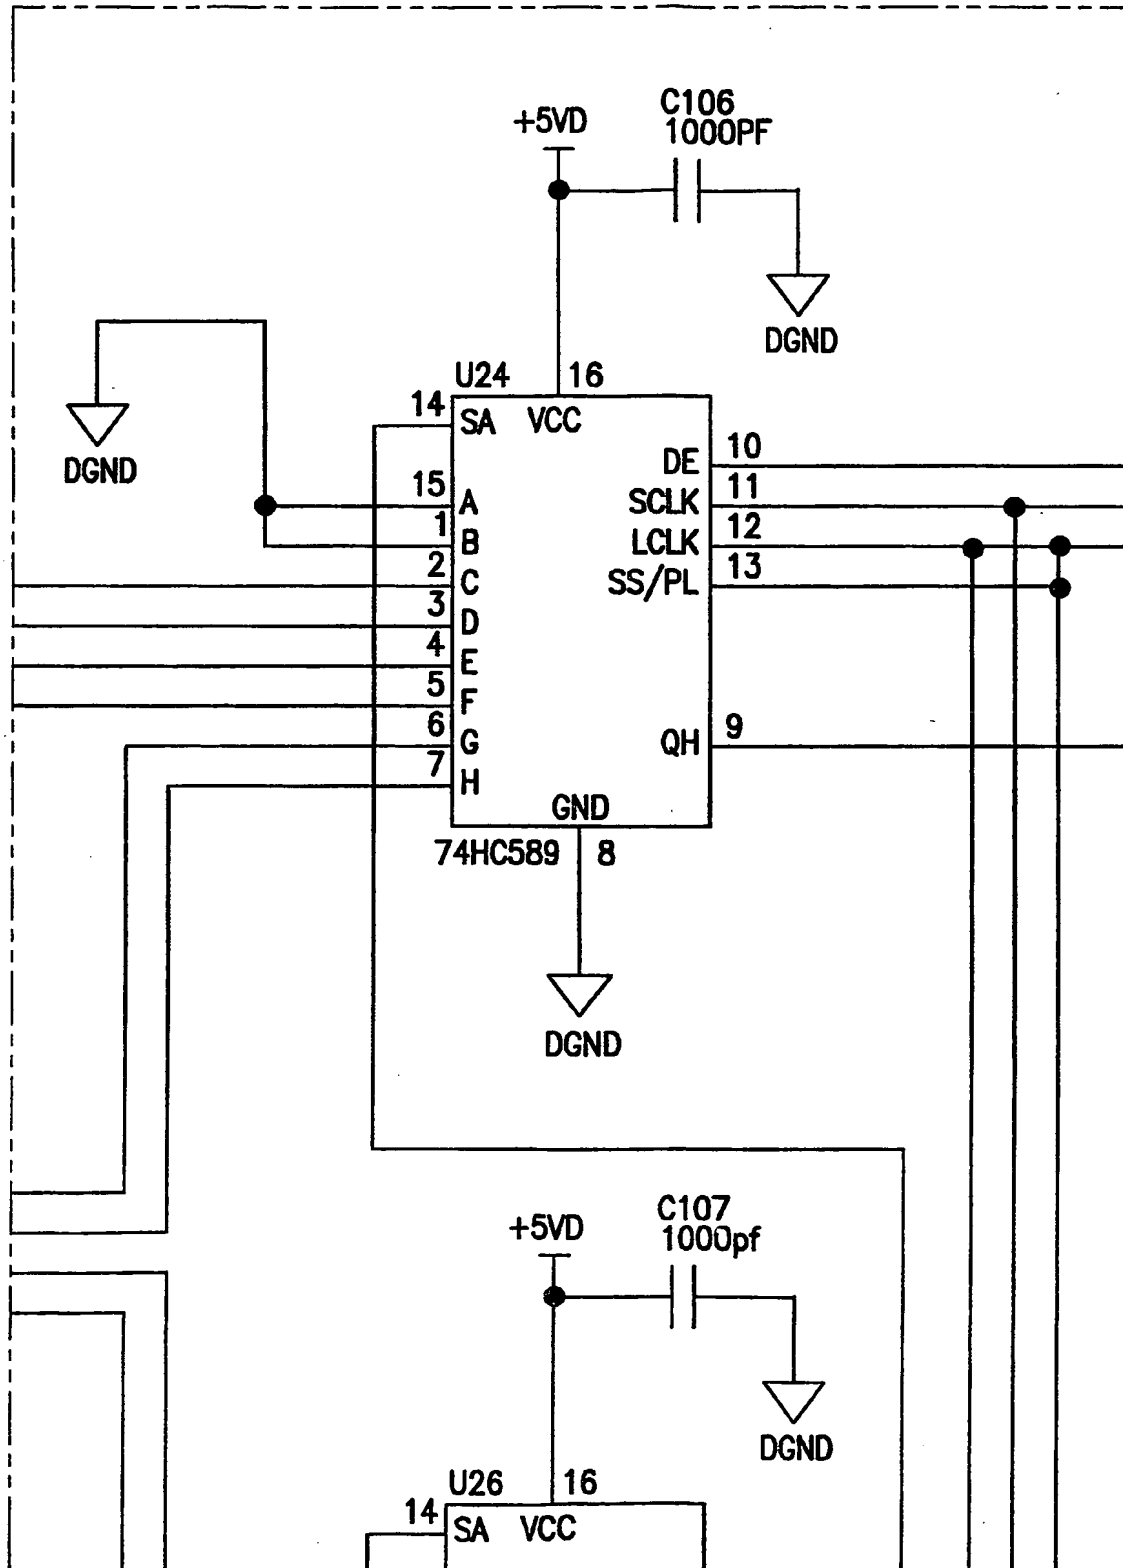 C106
+5VD
1000PF
DGND
U24
16
14
SA
VCC
DGND
DE
10
15
A
SCLK
11
1
B
LCLK
12
2
C
SS/PL
13
3
D
4
E
5
F
6
G
QH
9
7
H
GND
74HC589
8
DGND
C107
+5VD
1000pf
DGND
U26
16
14
SA
VCC